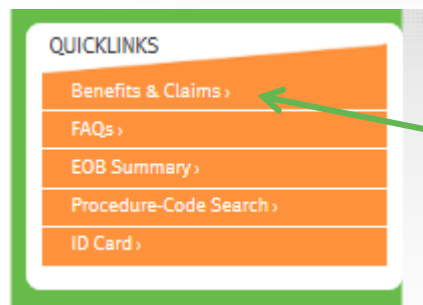 QUICKLINKS
Benefits & Claims ›
FAQs ›
EOB Summary ›
Procedure-Code Search ›
ID Card ›